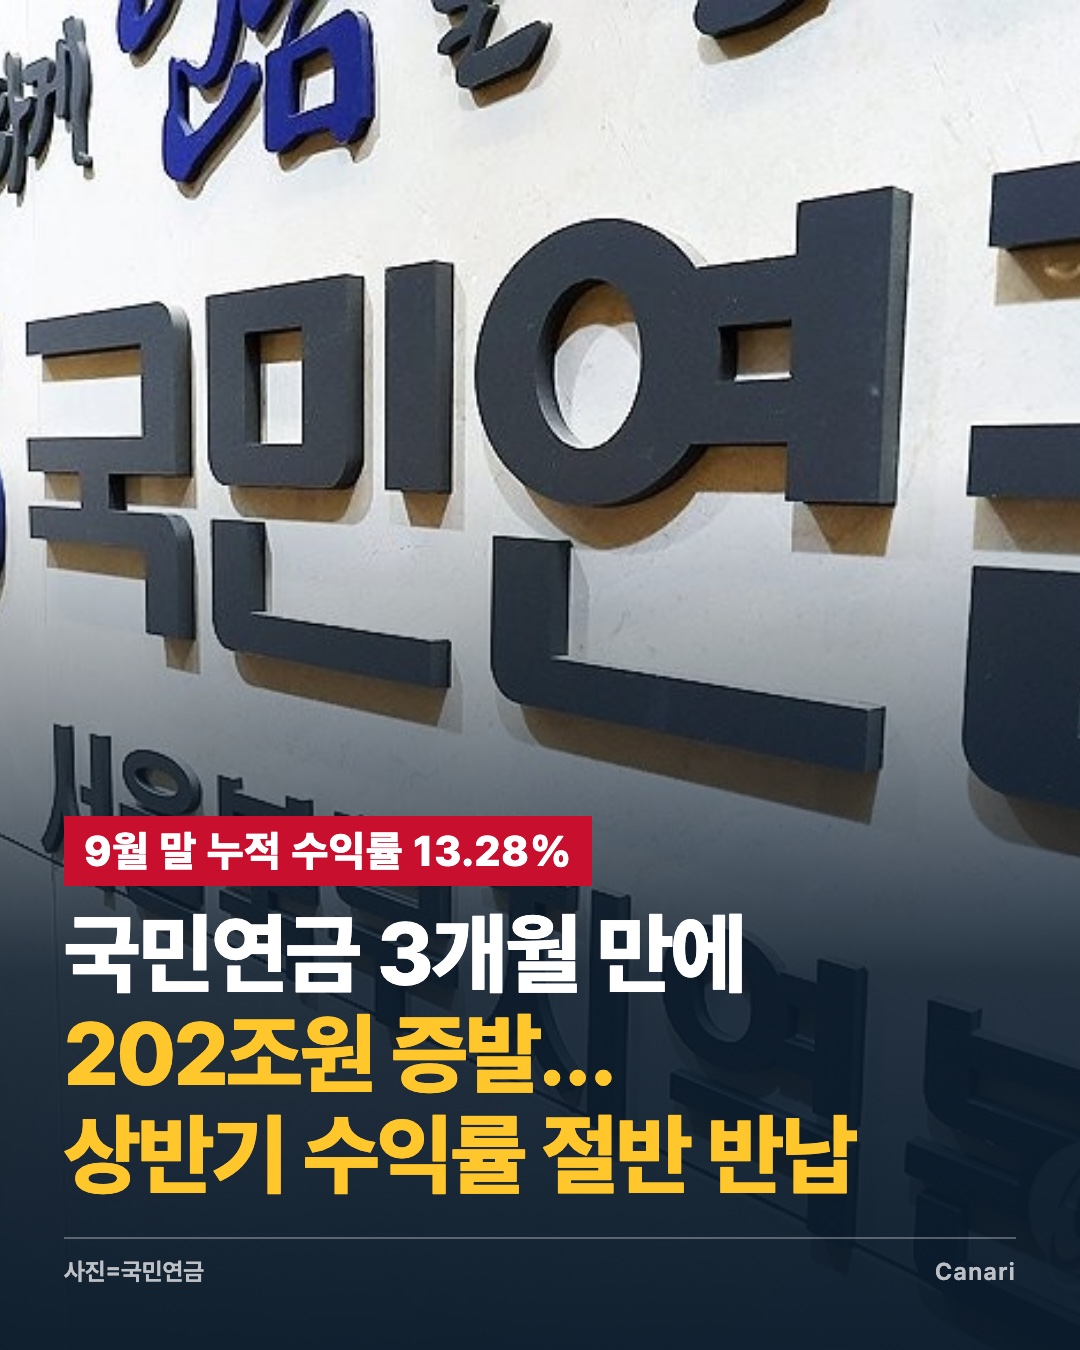 국민연
9월 말 누적 수익률 13.28%
국민연금 3개월 만에
202조원 증발...
상반기 수익률 절반 반납
사진=국민연금
Canari